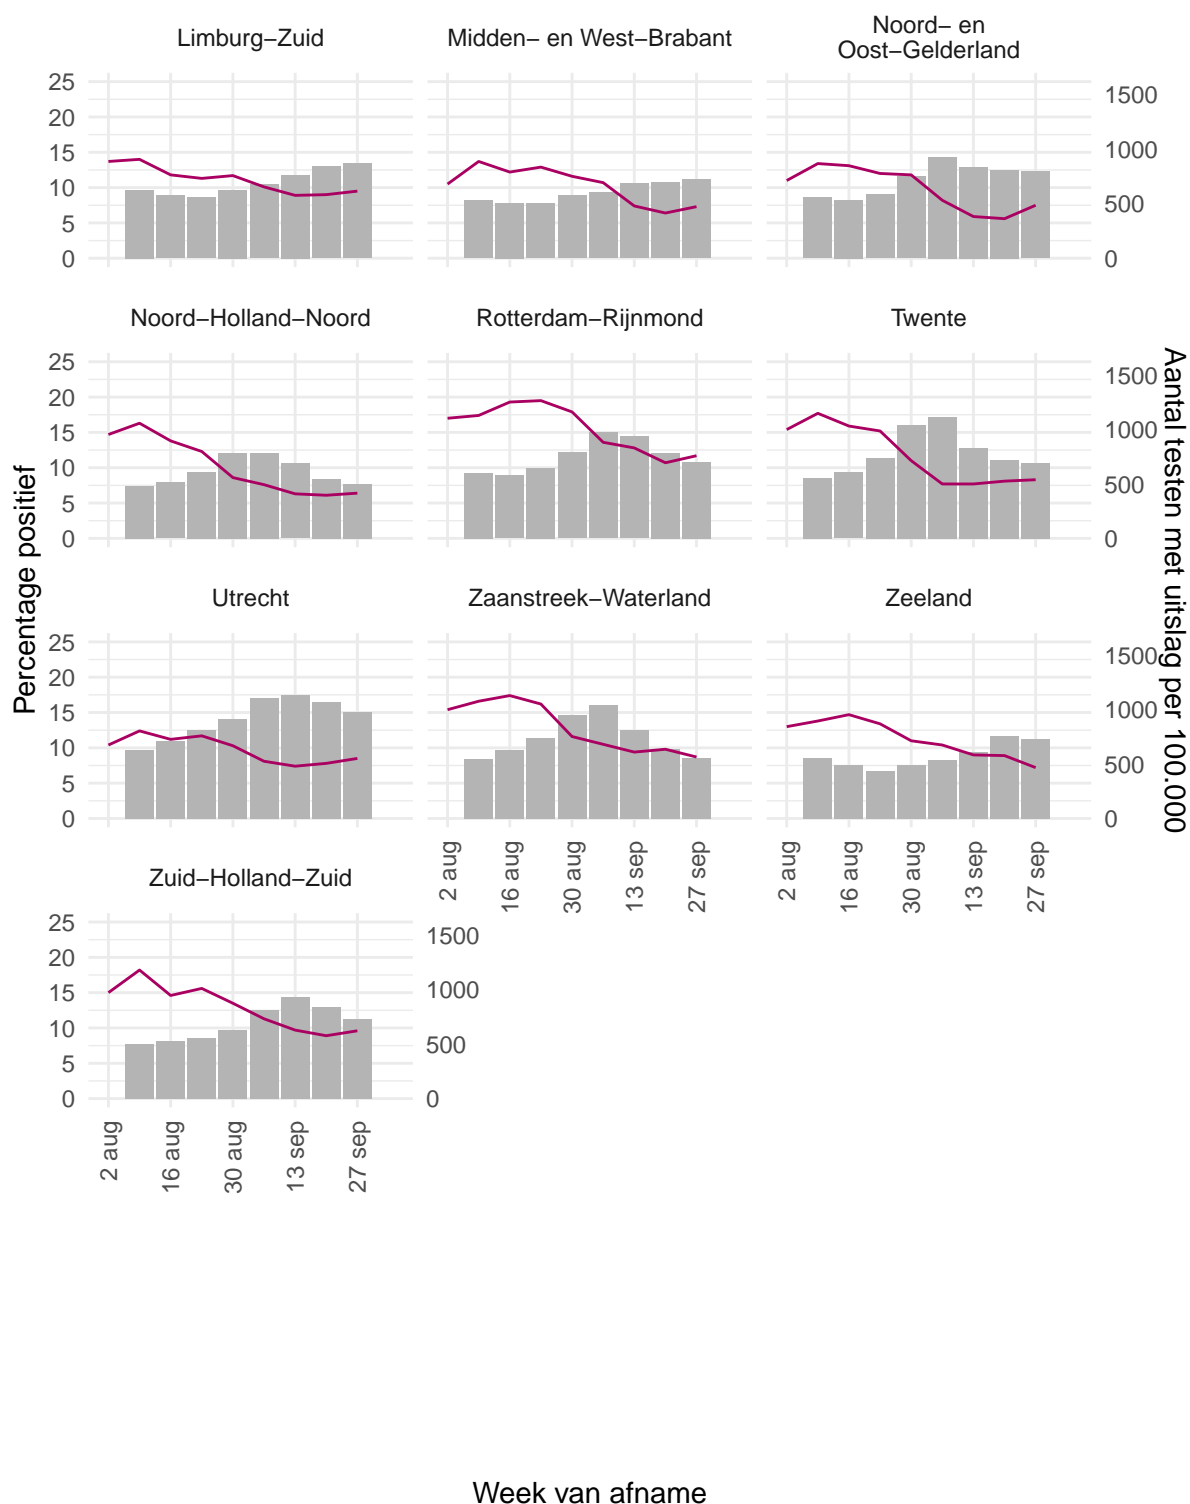 Limburg−Zuid
Midden− en West−Brabant
Noord− en
Oost−Gelderland
25
20
15
10
5
0
1500
1000
500
0
Noord−Holland−Noord
Rotterdam−Rijnmond
Twente
25
20
15
10
5
0
1500
1000
500
0
Percentage positief
Aantal testen met uitslag per 100.000
Utrecht
Zaanstreek−Waterland
Zeeland
25
20
15
10
5
0
1500
1000
500
0
2 aug
16 aug
30 aug
13 sep
27 sep
2 aug
16 aug
30 aug
13 sep
27 sep
Zuid−Holland−Zuid
25
20
15
10
5
0
1500
1000
500
0
2 aug
16 aug
30 aug
13 sep
27 sep
Week van afname